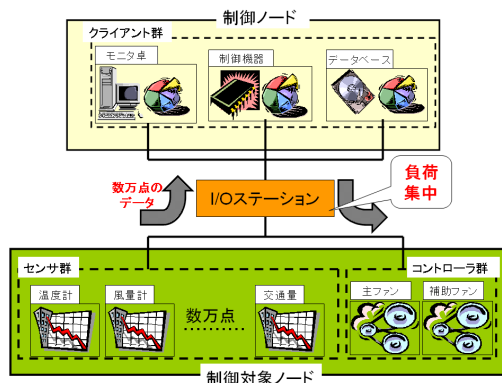 制御ノード
クライアント群
モニタ卓
制御機器
データベース
数万点の
データ
I/Oステーション
負荷
集中
センサ群
コントローラ群
温度計
風量計
数万点
交通量
主ファン
補助ファン
制御対象ノード